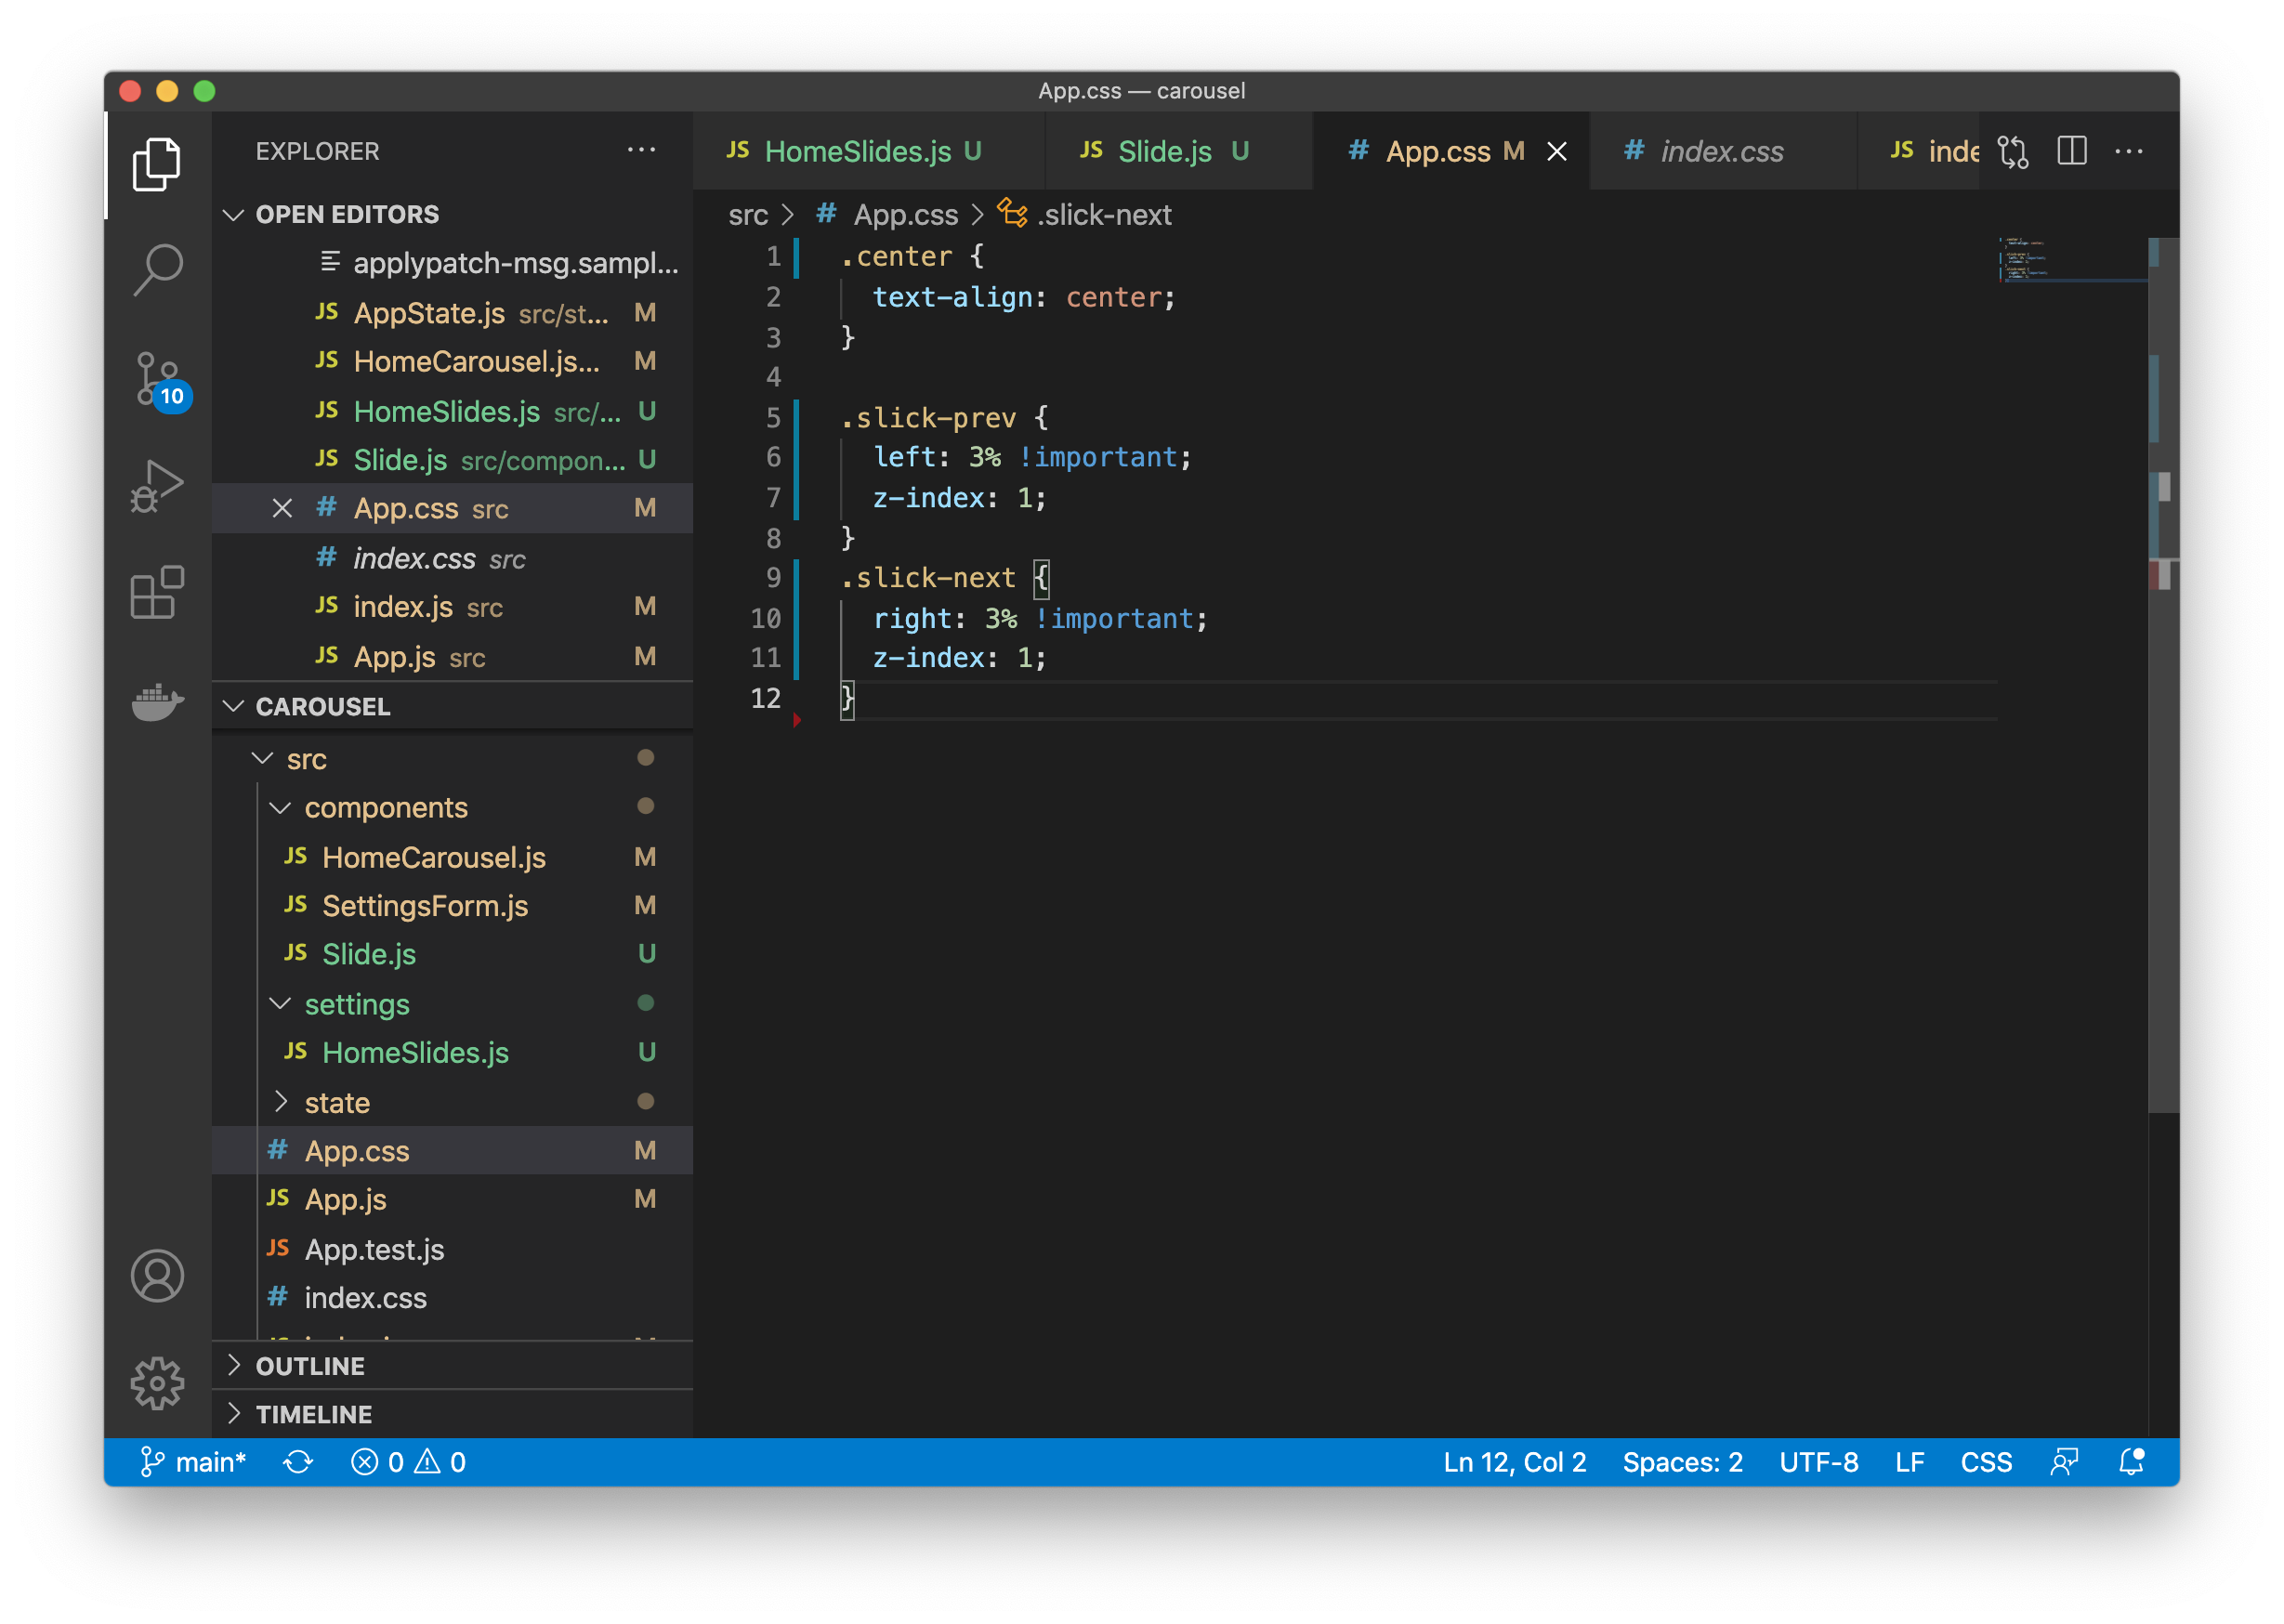 App.css — carousel
EXPLORER
OPEN EDITORS
applypatch-msg.sampl...
JS AppState.js src/st... M
JS HomeCarousel.js... M
JS HomeSlides.js src/... U
JS Slide.js src/compon... U
# App.css src M
# index.css src
JS index.js src M
JS App.js src M
CAROUSEL
src
components
JS HomeCarousel.js M
JS SettingsForm.js M
JS Slide.js U
settings
JS HomeSlides.js U
state
# App.css M
JS App.js M
JS App.test.js
# index.css
OUTLINE
TIMELINE
10
JS HomeSlides.js U
JS Slide.js U
# App.css M
# index.css
JS inde
src > # App.css > .slick-next
1 .center {
2 text-align: center;
3 }
4
5 .slick-prev {
6 left: 3% !important;
7 z-index: 1;
8 }
9 .slick-next {
10 right: 3% !important;
11 z-index: 1;
12 }
main* 0 0 Ln 12, Col 2 Spaces: 2 UTF-8 LF CSS